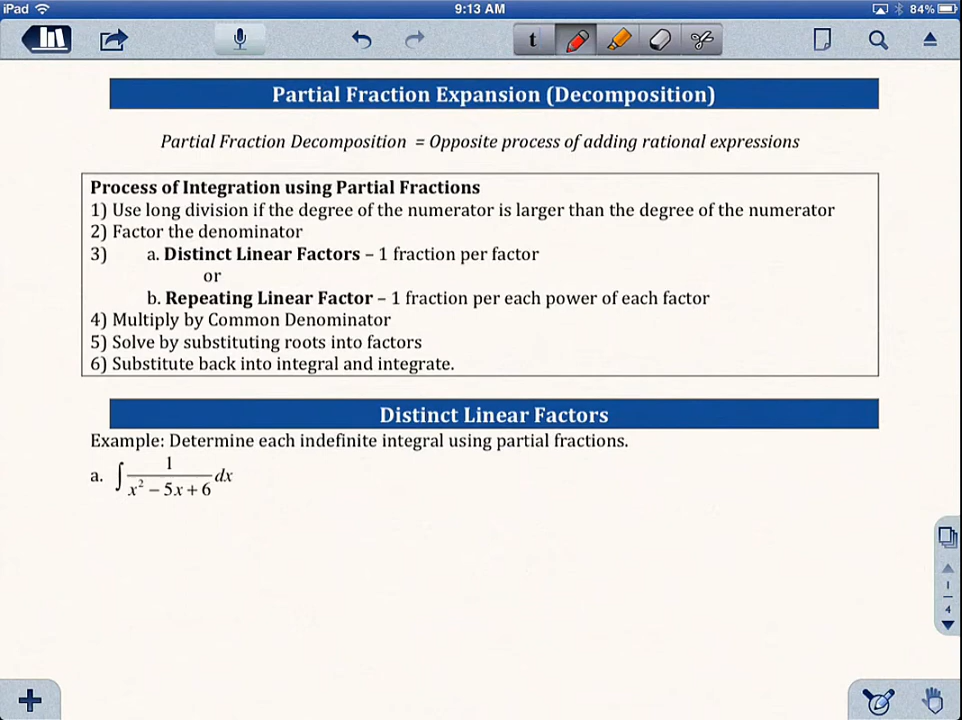 iPad 9:13 AM 84%
t
Partial Fraction Expansion (Decomposition)
Partial Fraction Decomposition = Opposite process of adding rational expressions
Process of Integration using Partial Fractions
1) Use long division if the degree of the numerator is larger than the degree of the numerator
2) Factor the denominator
3) a. Distinct Linear Factors – 1 fraction per factor
or
b. Repeating Linear Factor – 1 fraction per each power of each factor
4) Multiply by Common Denominator
5) Solve by substituting roots into factors
6) Substitute back into integral and integrate.
Distinct Linear Factors
Example: Determine each indefinite integral using partial fractions.
a. ∫ 1/(x² – 5x + 6) dx
1
4